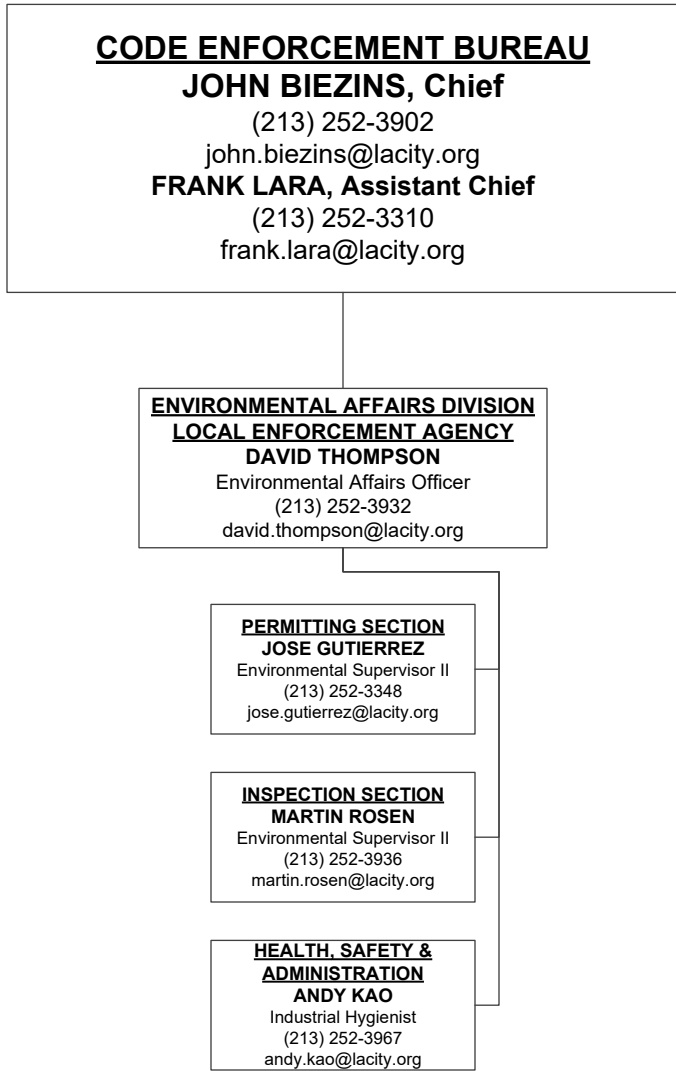 CODE ENFORCEMENT BUREAU
JOHN BIEZINS, Chief
(213) 252-3902
john.biezins@lacity.org
FRANK LARA, Assistant Chief
(213) 252-3310
frank.lara@lacity.org
ENVIRONMENTAL AFFAIRS DIVISION
LOCAL ENFORCEMENT AGENCY
DAVID THOMPSON
Environmental Affairs Officer
(213) 252-3932
david.thompson@lacity.org
PERMITTING SECTION
JOSE GUTIERREZ
Environmental Supervisor II
(213) 252-3348
jose.gutierrez@lacity.org
INSPECTION SECTION
MARTIN ROSEN
Environmental Supervisor II
(213) 252-3936
martin.rosen@lacity.org
HEALTH, SAFETY &
ADMINISTRATION
ANDY KAO
Industrial Hygienist
(213) 252-3967
andy.kao@lacity.org